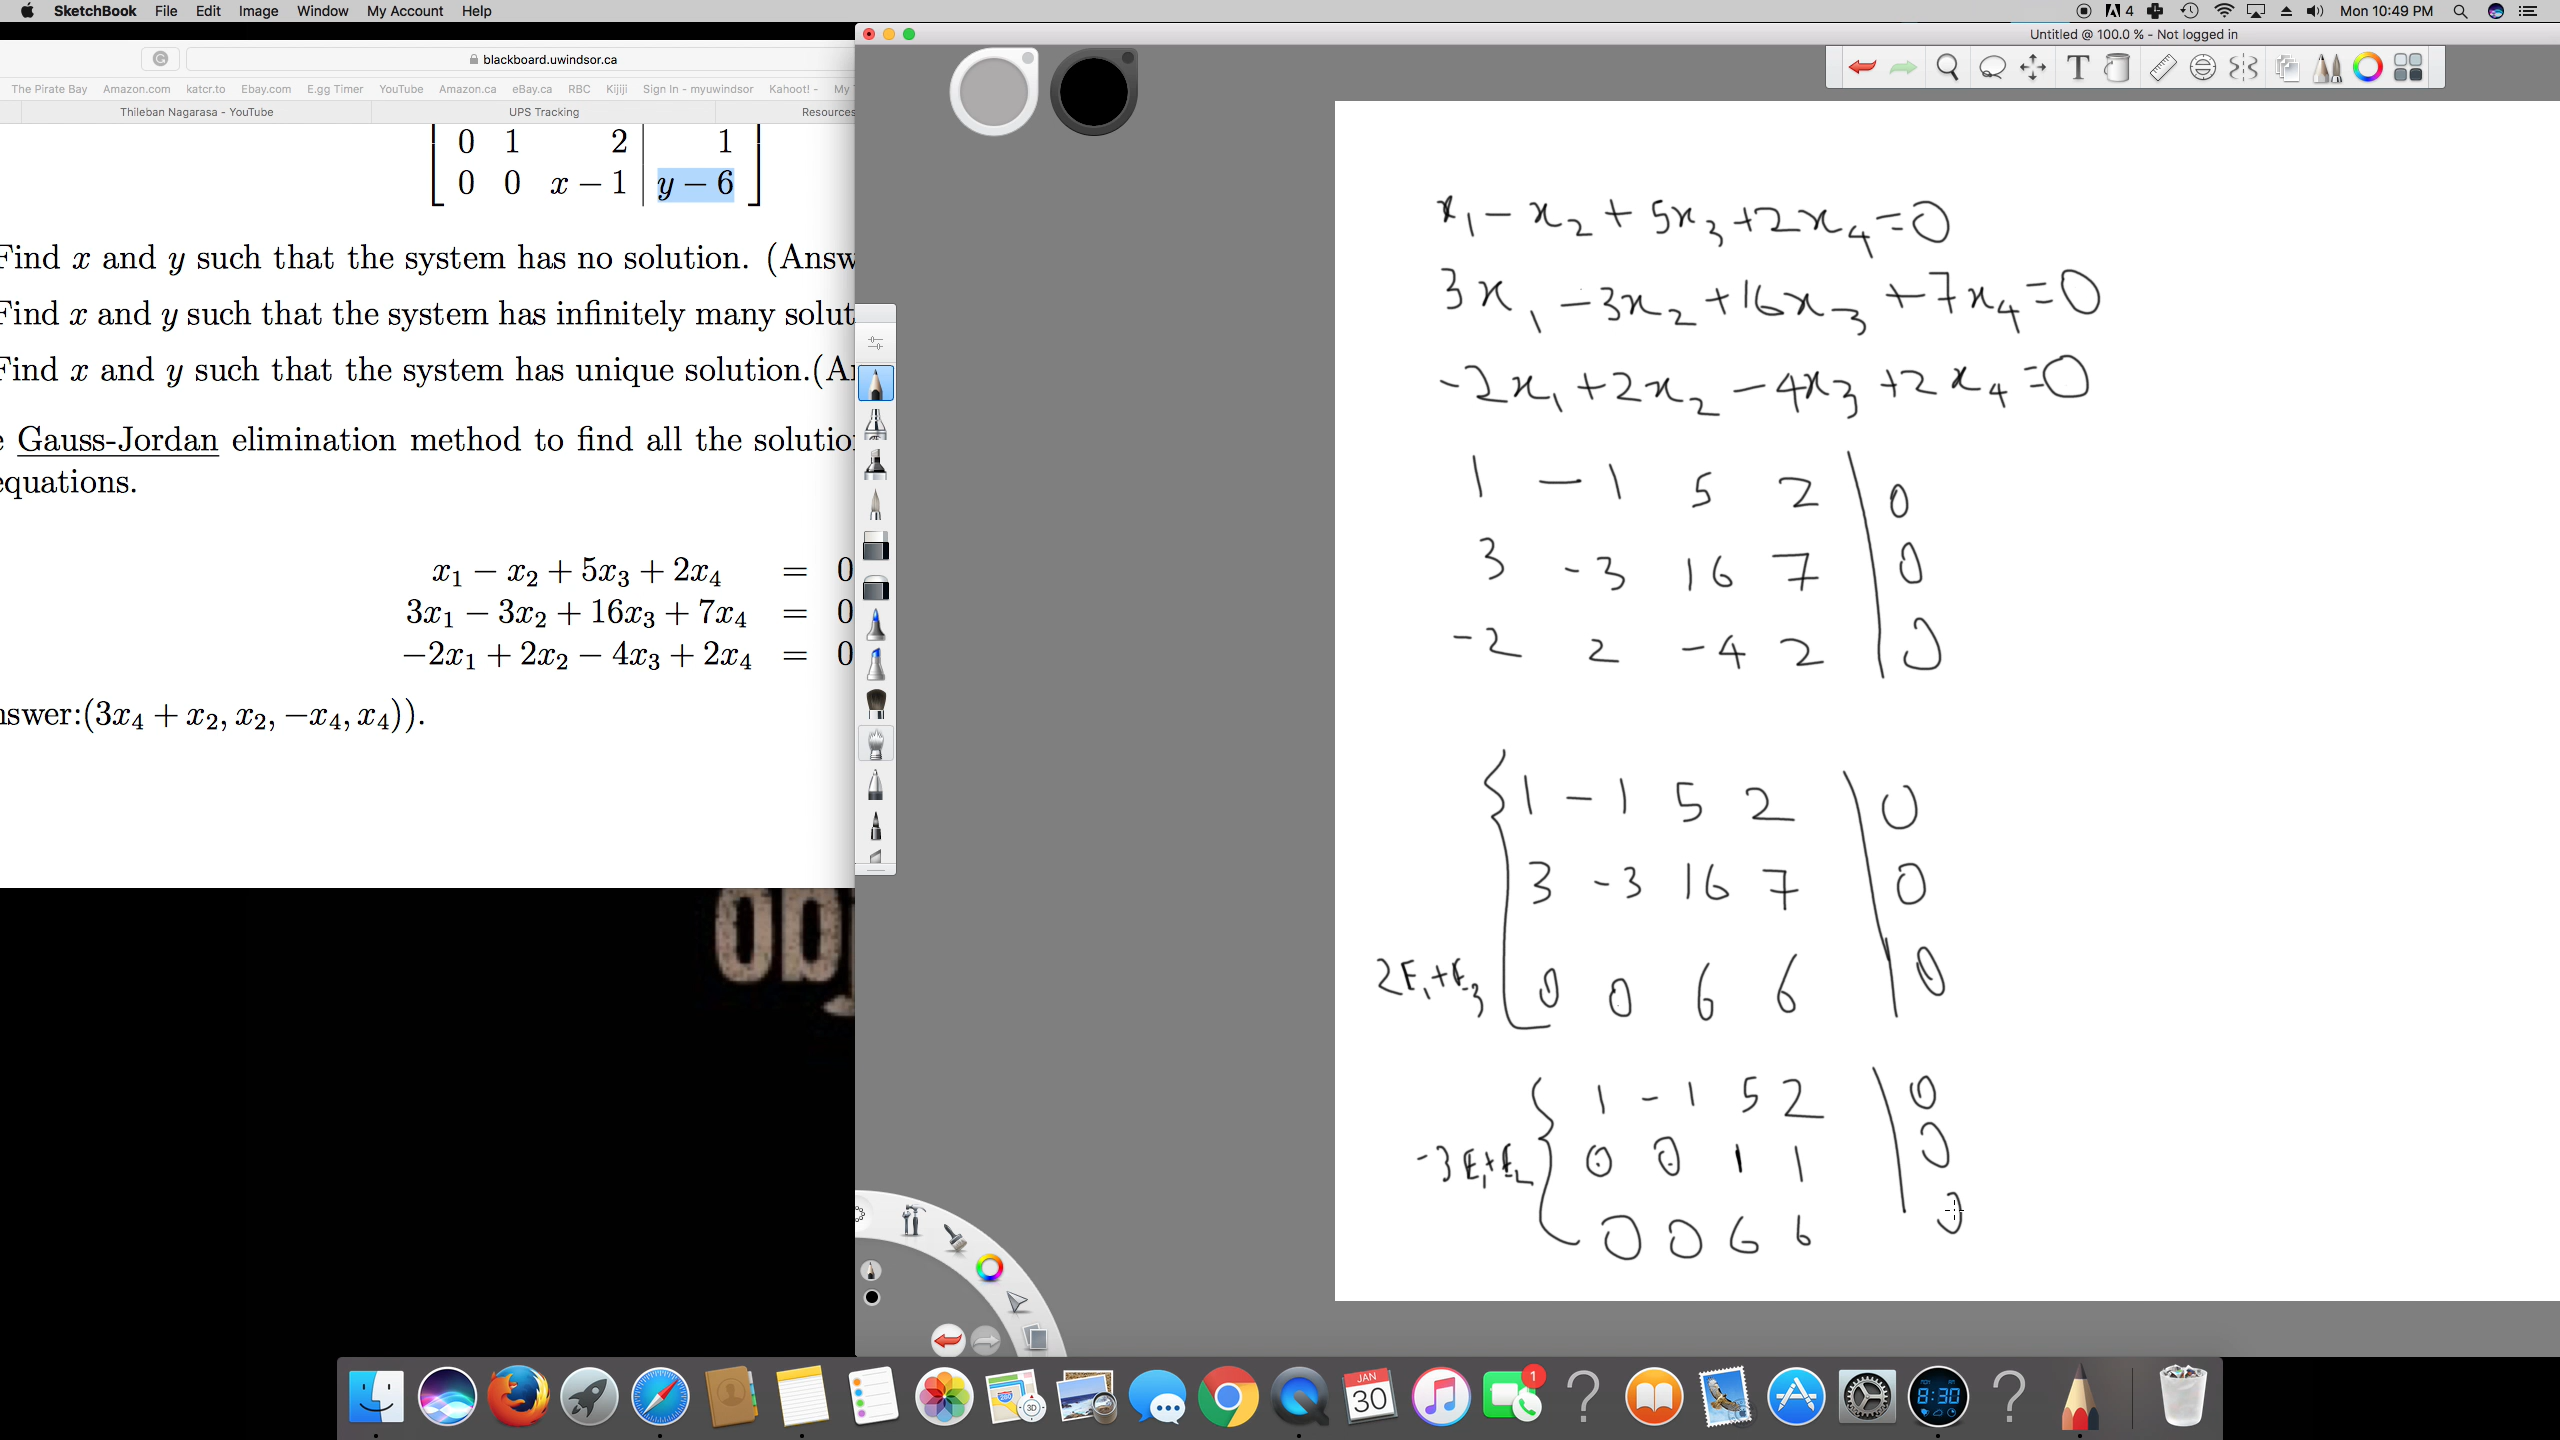 SketchBook File Edit Image Window My Account Help
4 Mon 10:49 PM
Untitled @ 100.0 % - Not logged in
blackboard.uwindsor.ca
The Pirate Bay Amazon.com katcr.to Ebay.com E.gg Timer YouTube Amazon.ca eBay.ca RBC Kijiji Sign In - myuwindsor Kahoot! - My
Thileban Nagarasa - YouTube UPS Tracking Resources
0 1 2 | 1
0 0 x − 1 | y − 6
Find x and y such that the system has no solution. (Answ
Find x and y such that the system has infinitely many solut
Find x and y such that the system has unique solution.(A
e Gauss-Jordan elimination method to find all the solutio
equations.
x₁ − x₂ + 5x₃ + 2x₄ = 0
3x₁ − 3x₂ + 16x₃ + 7x₄ = 0
−2x₁ + 2x₂ − 4x₃ + 2x₄ = 0
nswer:(3x₄ + x₂, x₂, −x₄, x₄)).
obj
x₁ − x₂ + 5x₃ + 2x₄ = 0
3x₁ − 3x₂ + 16x₃ + 7x₄ = 0
-2x₁ + 2x₂ − 4x₃ + 2x₄ = 0
1 −1 5 2 | 0
3 -3 16 7 | 0
-2 2 -4 2 | 0
1 -1 5 2 | 0
3 -3 16 7 | 0
2E₁+E₃ 0 0 6 6 | 0
1 -1 5 2 | 0
-3E₁+E₂ 0 0 1 1 | 0
0 0 6 6 0
3D
JAN
30
1
8:30